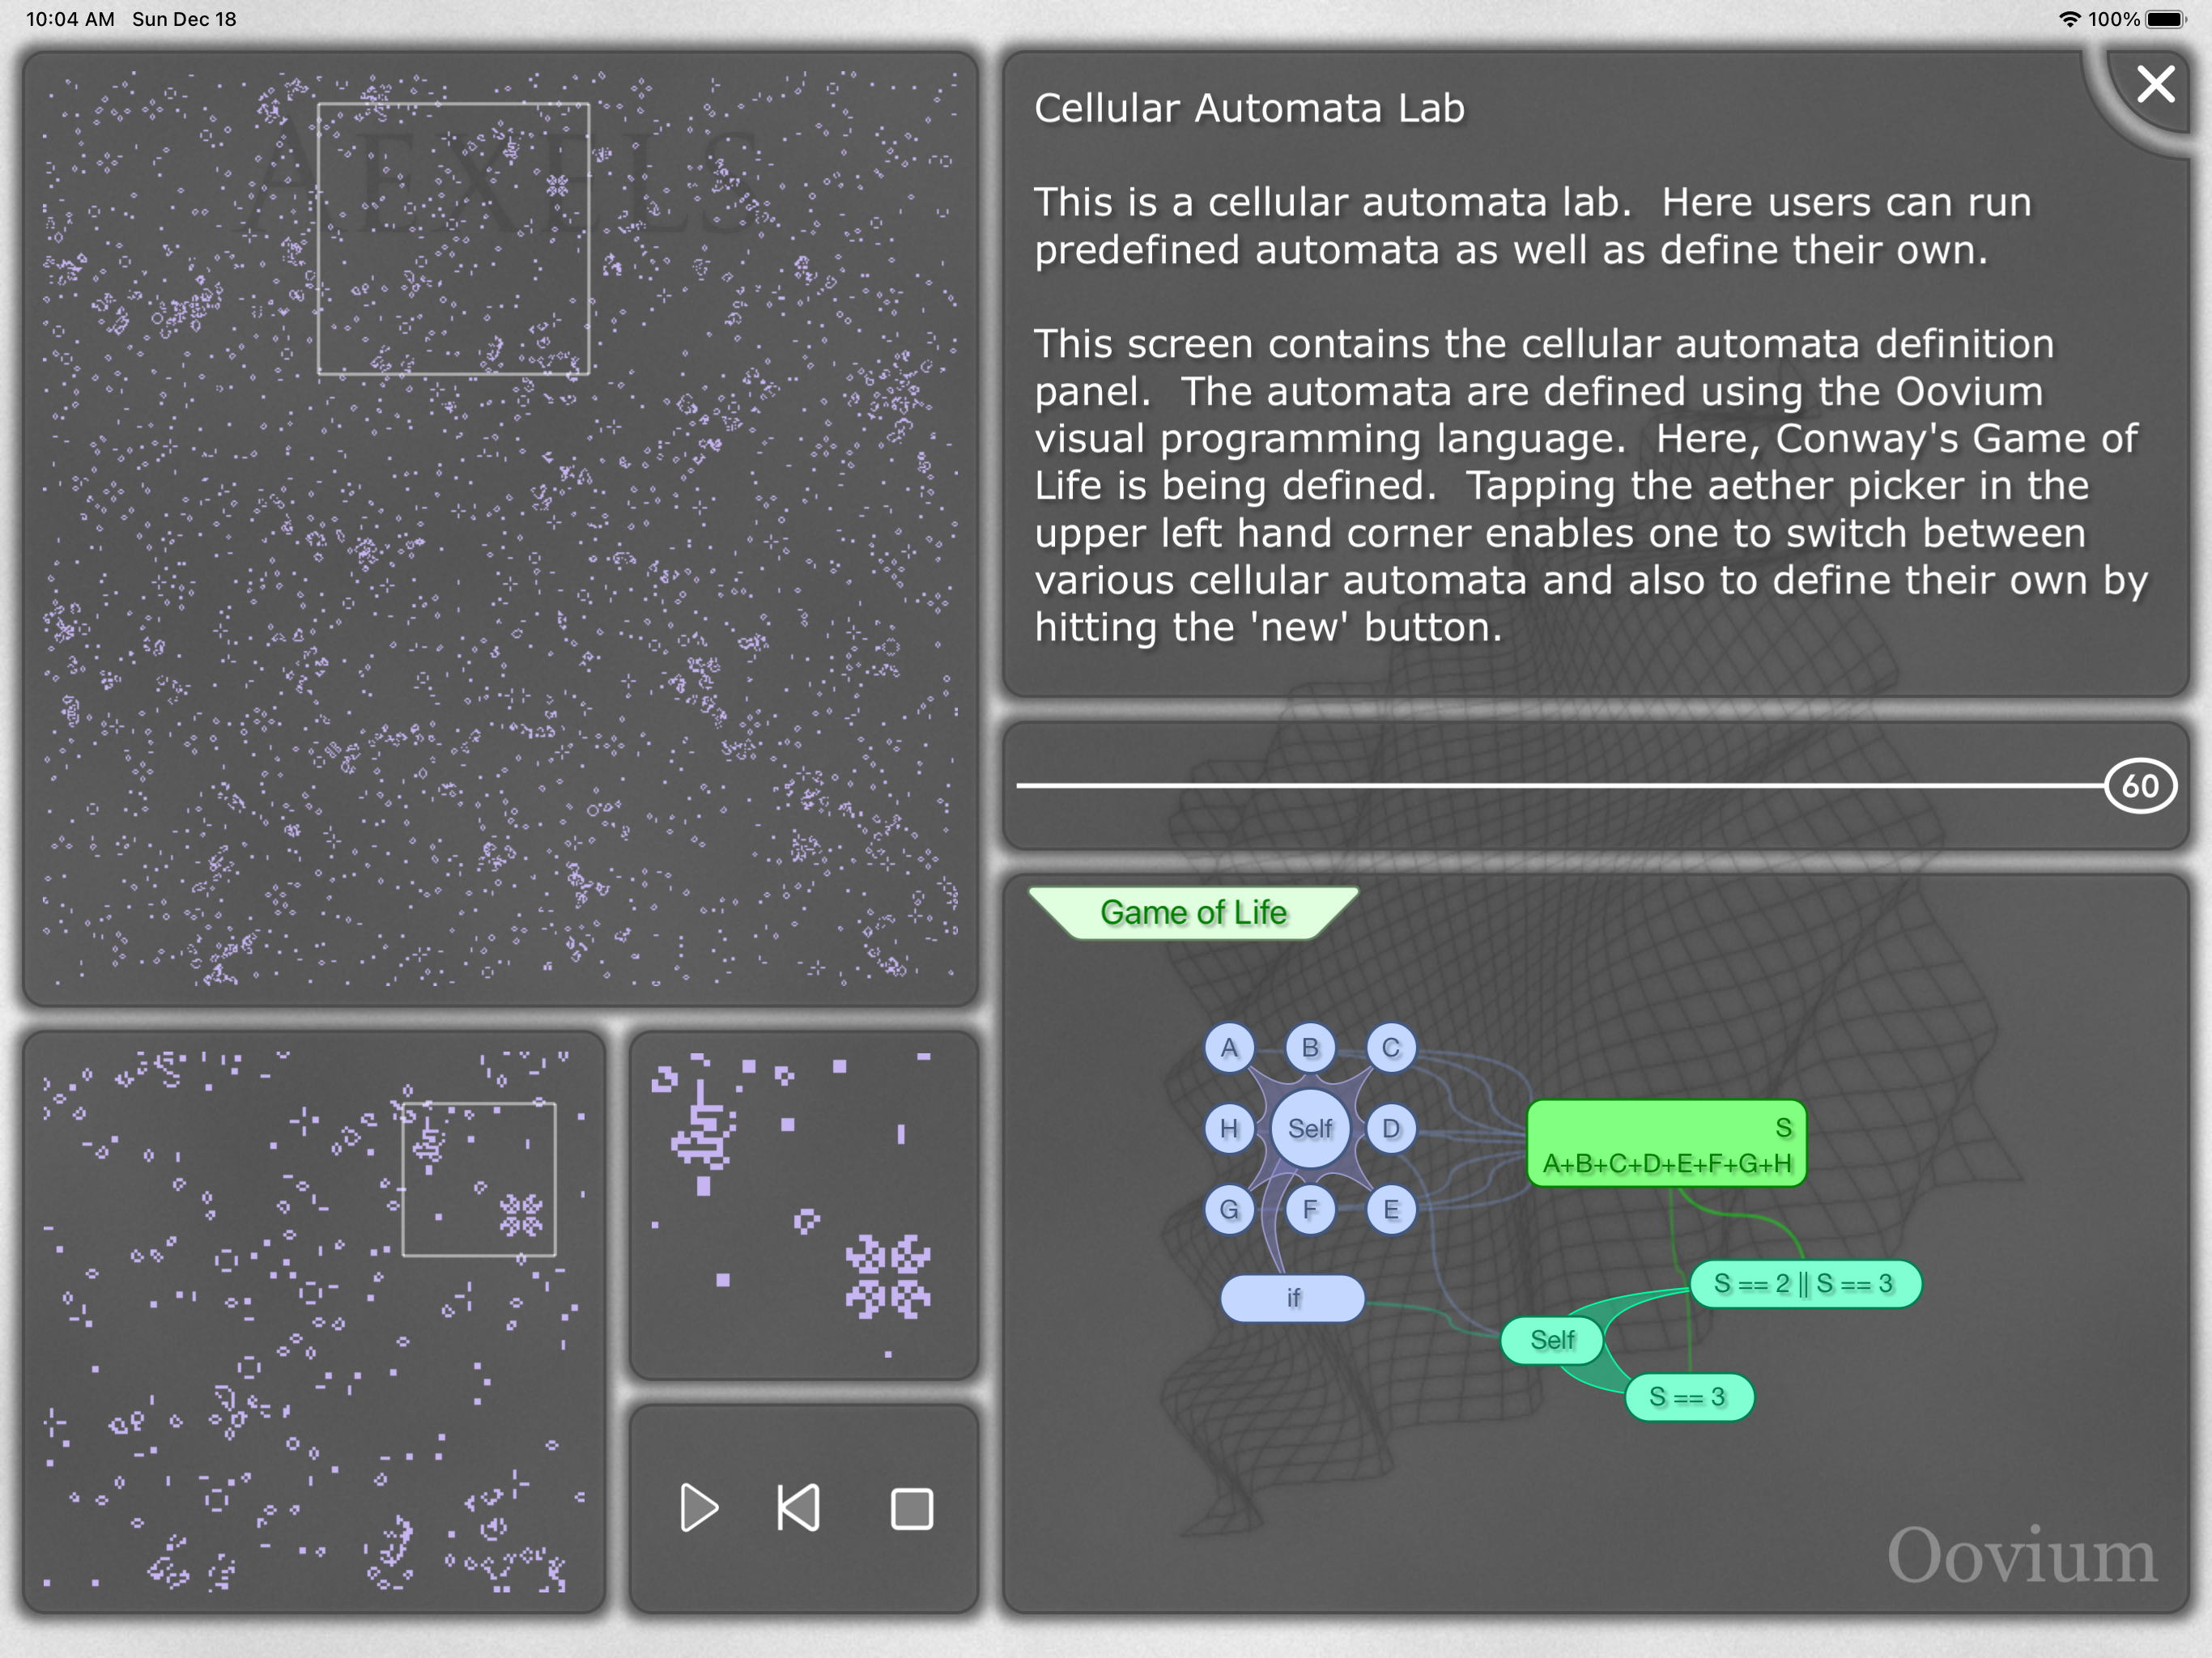 10:04 AM Sun Dec 18
100%
AEXELS
Cellular Automata Lab
This is a cellular automata lab.  Here users can run
predefined automata as well as define their own.
This screen contains the cellular automata definition
panel.  The automata are defined using the Oovium
visual programming language.  Here, Conway's Game of
Life is being defined.  Tapping the aether picker in the
upper left hand corner enables one to switch between
various cellular automata and also to define their own by
hitting the 'new' button.
60
Game of Life
A B C
H Self D
G F E
S
A+B+C+D+E+F+G+H
if
S == 2 || S == 3
Self
S == 3
Oovium